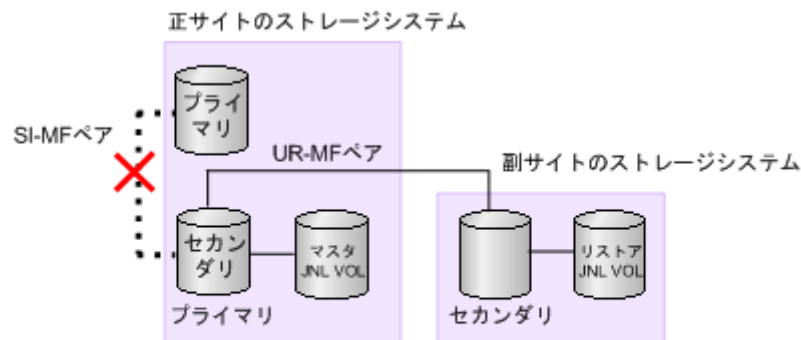 正サイトのストレージシステム
プライ
マリ
SI-MFペア
UR-MFペア
副サイトのストレージシステム
セカン
ダリ
マスタ
JNL VOL
リストア
JNL VOL
プライマリ
セカンダリ